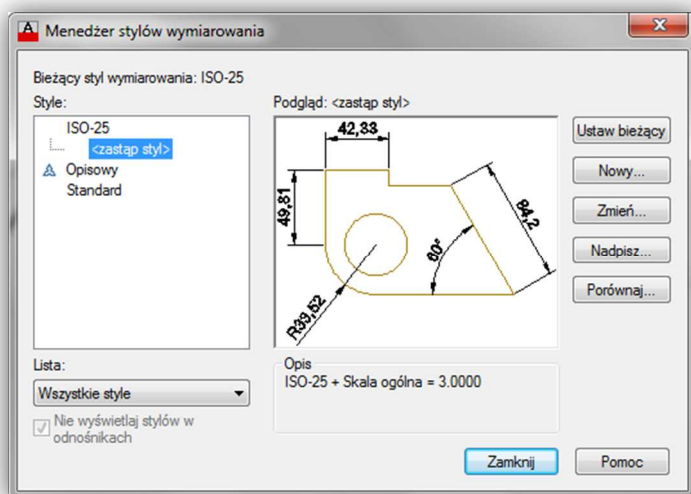 Menedżer stylów wymiarowania
Bieżący styl wymiarowania: ISO-25
Style:
ISO-25
<zastąp styl>
Opisowy
Standard
Podgląd: <zastąp styl>
42,33
49,81
84,2
60°
R39,52
Ustaw bieżący
Nowy...
Zmień...
Nadpisz...
Porównaj...
Lista:
Wszystkie style
Nie wyświetlaj stylów w
odnośnikach
Opis
ISO-25 + Skala ogólna = 3.0000
Zamknij
Pomoc